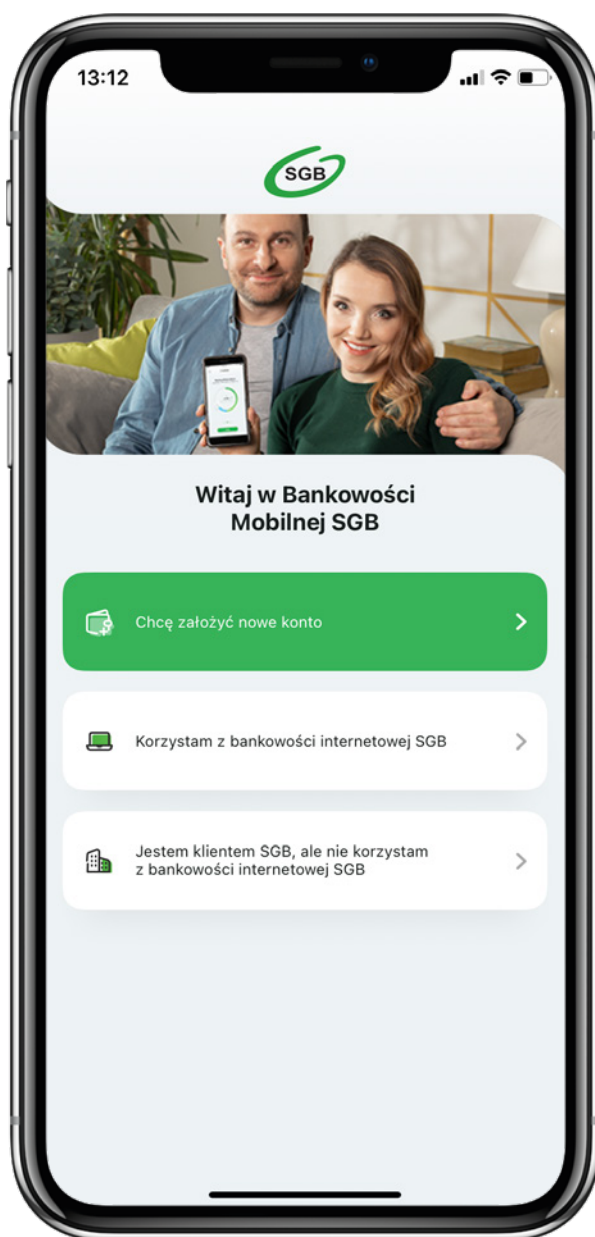 13:12
SGB
Witaj w Bankowości
Mobilnej SGB
Chcę założyć nowe konto
Korzystam z bankowości internetowej SGB
Jestem klientem SGB, ale nie korzystam
z bankowości internetowej SGB